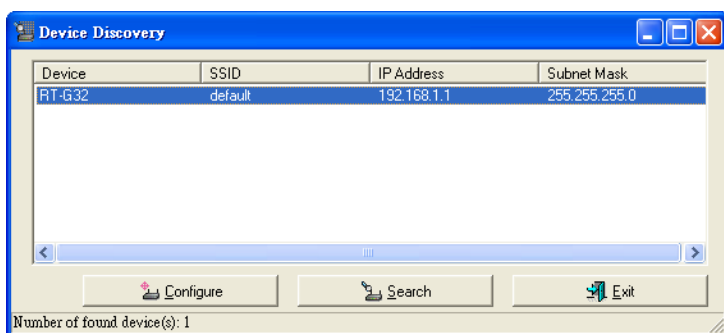 Device Discovery
Device SSID IP Address Subnet Mask
RT-G32 default 192.168.1.1 255.255.255.0
Configure Search Exit
Number of found device(s): 1